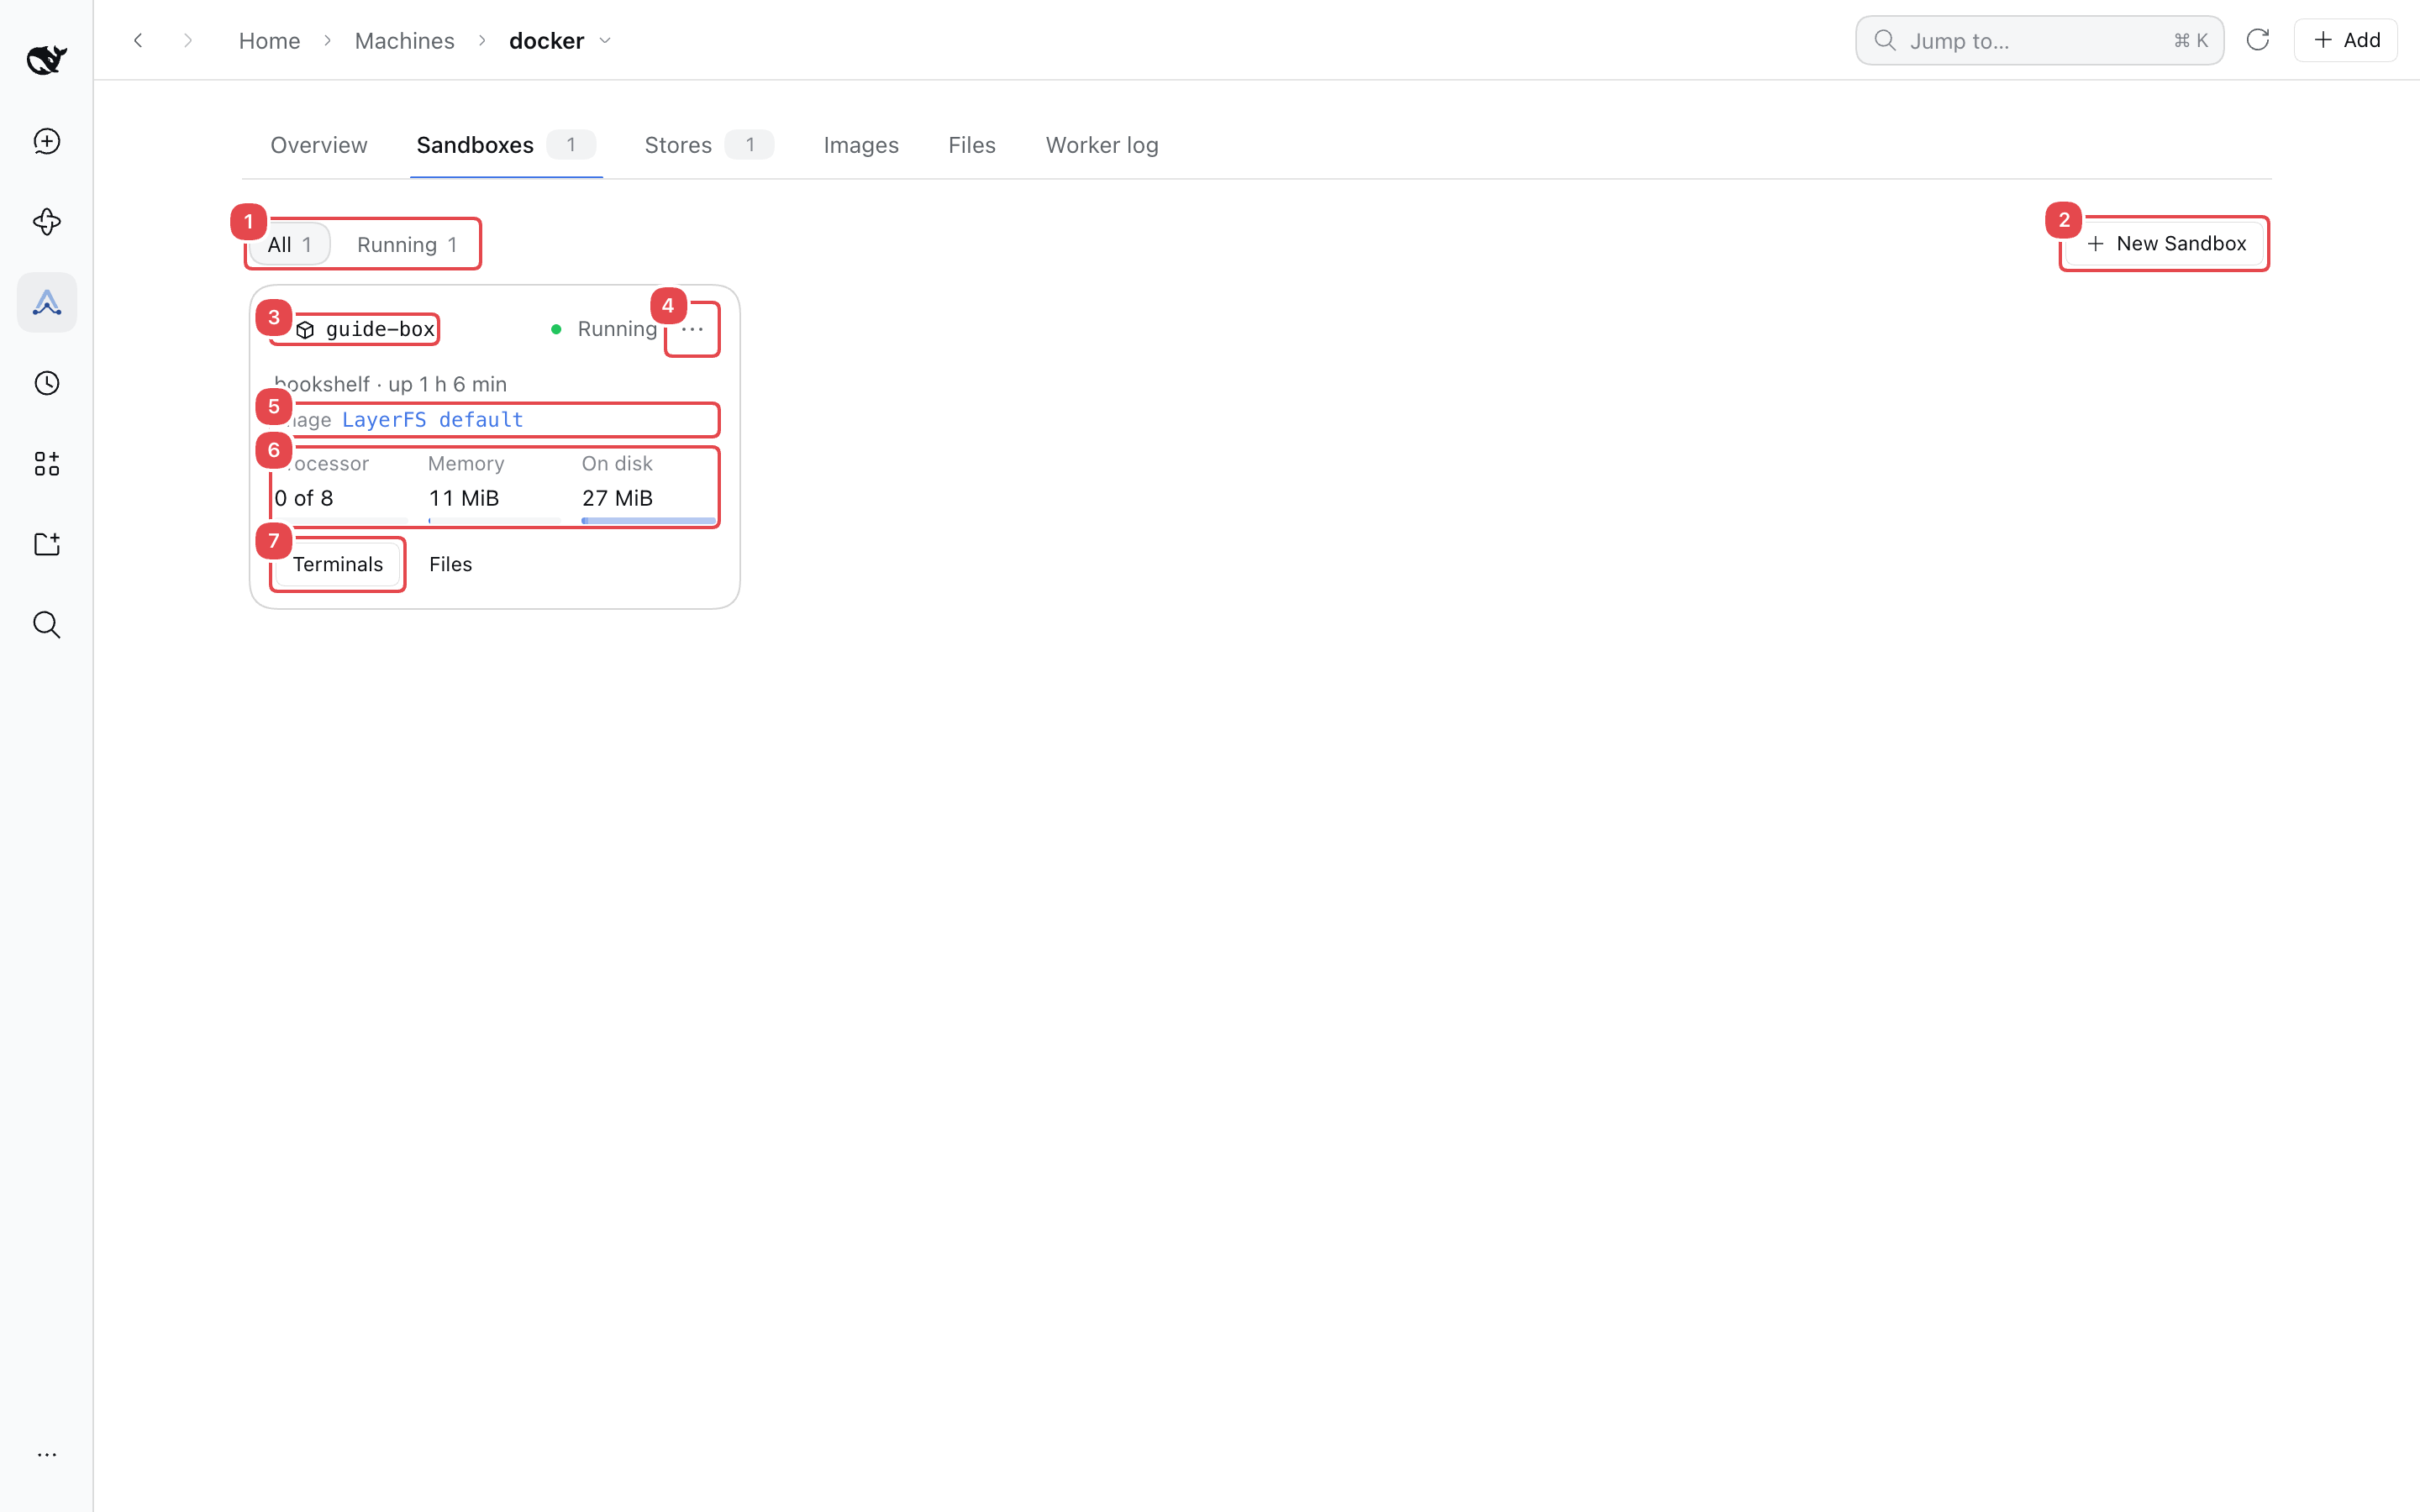 Home > Machines > docker
Jump to... ⌘ K
+ Add
Overview
Sandboxes 1
Stores 1
Images
Files
Worker log
1
All 1
Running 1
2
+ New Sandbox
3
guide-box
Running
4
...
bookshelf · up 1 h 6 min
5
LayerFS default
6
Memory
On disk
0 of 8
11 MiB
27 MiB
7
Terminals
Files
...